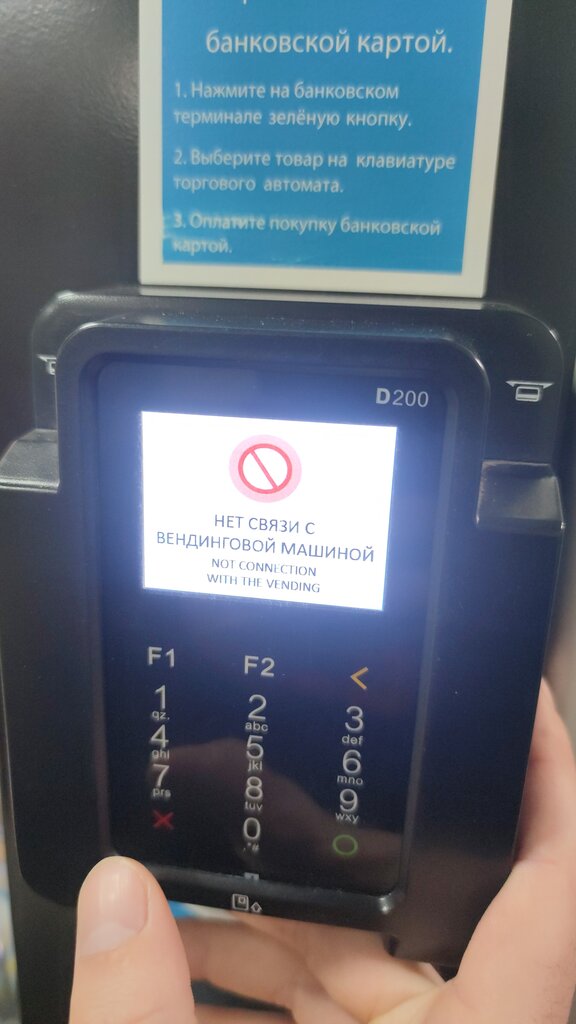 банковской картой.
1. Нажмите на банковском
терминале зелёную кнопку.
2. Выберите товар на клавиатуре
торгового автомата.
3. Оплатите покупку банковской
картой.
D200
НЕТ СВЯЗИ С
ВЕНДИНГОВОЙ МАШИНОЙ
NOT CONNECTION
WITH THE VENDING
F1 F2 <
1 2 3
qz. abc def
4 5 6
ghi jkl mno
7 8 9
prs tuv wxy
0